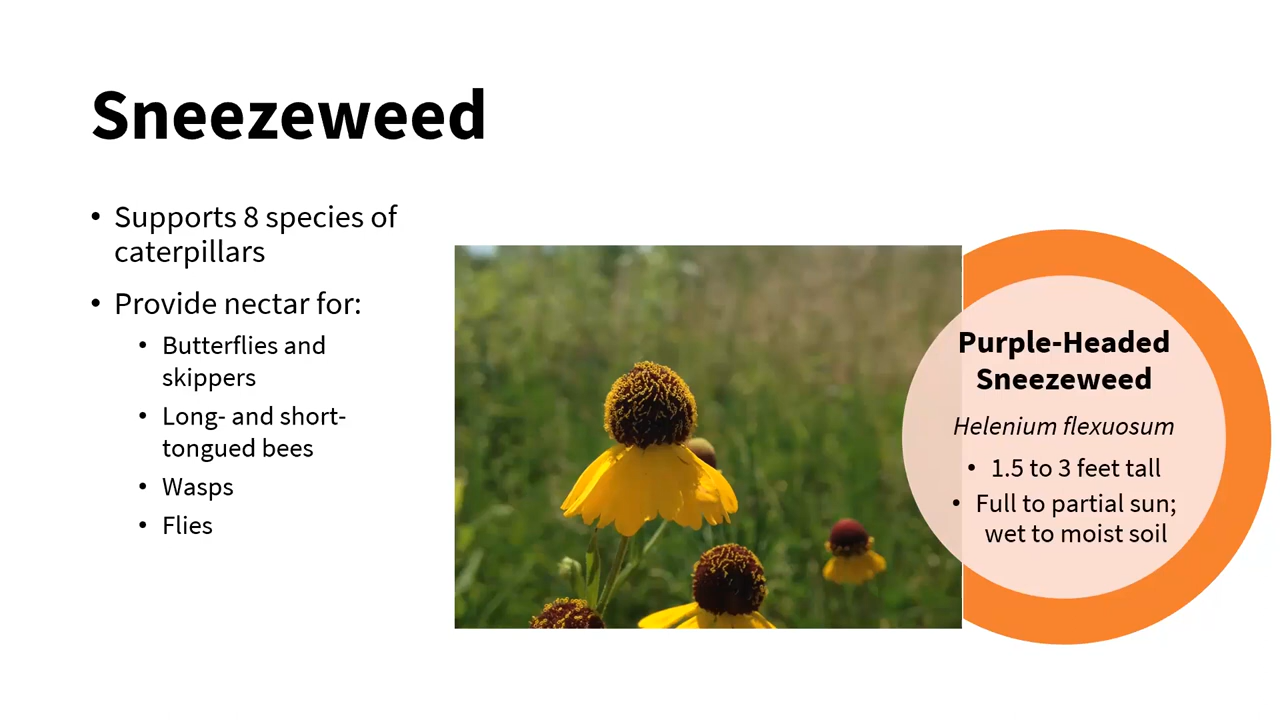 Sneezeweed
• Supports 8 species of
caterpillars
• Provide nectar for:
• Butterflies and
skippers
• Long- and short-
tongued bees
• Wasps
• Flies
Purple-Headed
Sneezeweed
Helenium flexuosum
• 1.5 to 3 feet tall
• Full to partial sun;
wet to moist soil